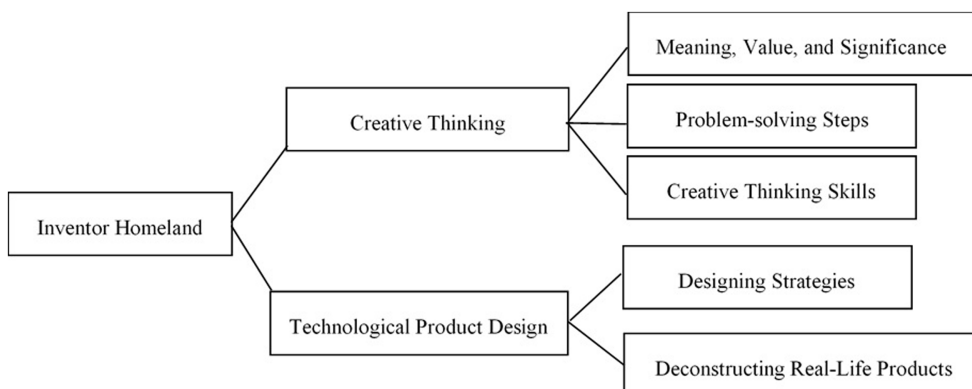 Meaning, Value, and Significance
Creative Thinking
Problem-solving Steps
Creative Thinking Skills
Inventor Homeland
Designing Strategies
Technological Product Design
Deconstructing Real-Life Products